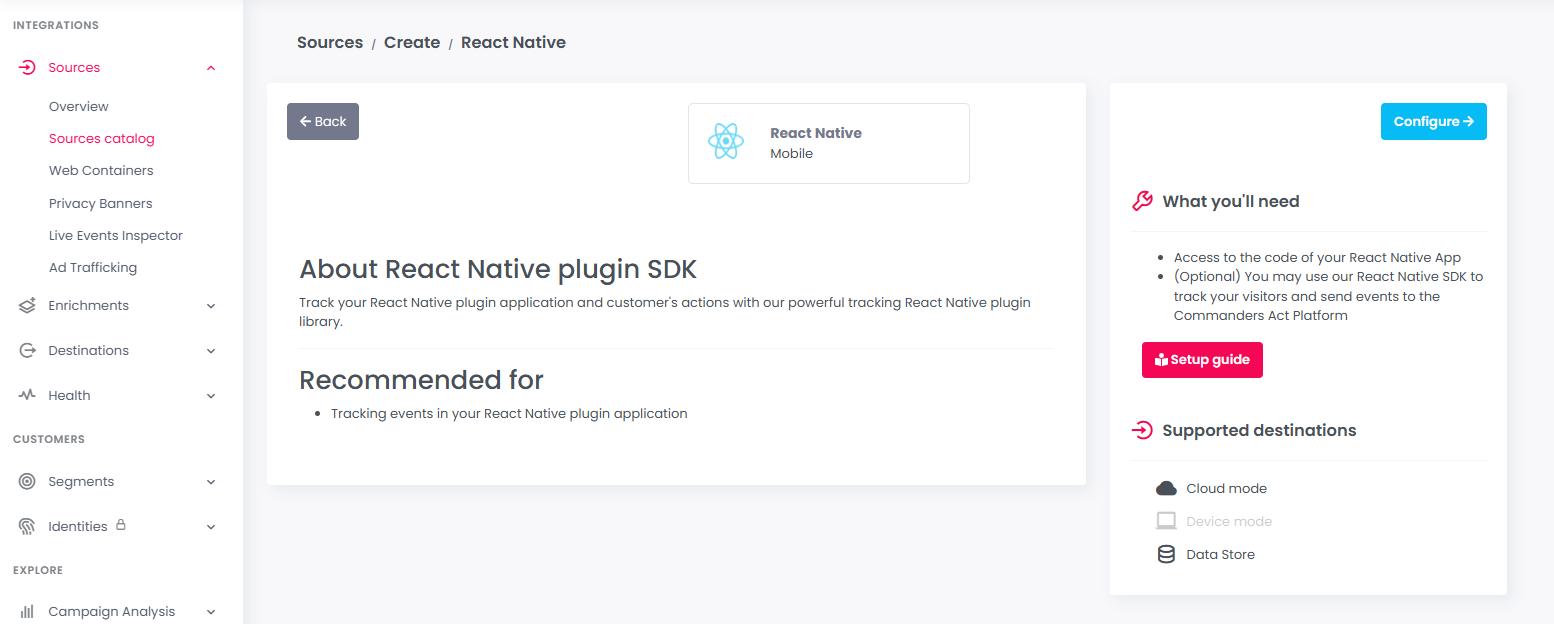 INTEGRATIONS
Sources
Overview
Sources catalog
Web Containers
Privacy Banners
Live Events Inspector
Ad Trafficking
Enrichments
Destinations
Health
CUSTOMERS
Segments
Identities
EXPLORE
Campaign Analysis
Sources / Create / React Native
Back
React Native
Mobile
About React Native plugin SDK
Track your React Native plugin application and customer's actions with our powerful tracking React Native plugin
library.
Recommended for
• Tracking events in your React Native plugin application
Configure
What you'll need
• Access to the code of your React Native App
• (Optional) You may use our React Native SDK to
track your visitors and send events to the
Commanders Act Platform
Setup guide
Supported destinations
Cloud mode
Device mode
Data Store